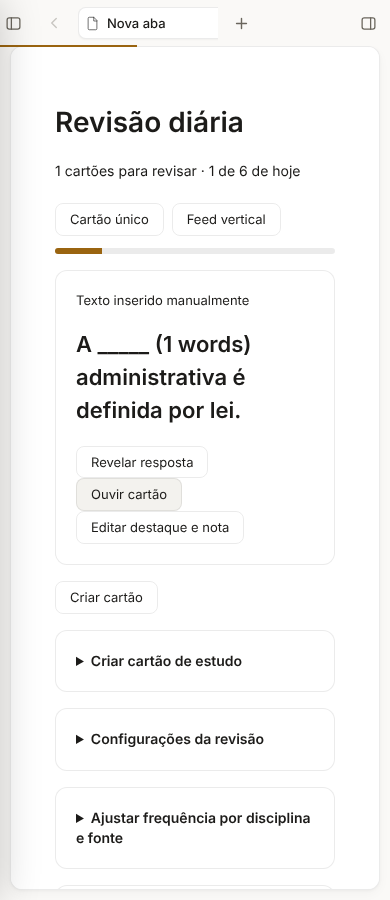 Nova aba
Revisão diária
1 cartões para revisar · 1 de 6 de hoje
Cartão único
Feed vertical
Texto inserido manualmente
A _____ (1 words)
administrativa é
definida por lei.
Revelar resposta
Ouvir cartão
Editar destaque e nota
Criar cartão
Criar cartão de estudo
Configurações da revisão
Ajustar frequência por disciplina
e fonte